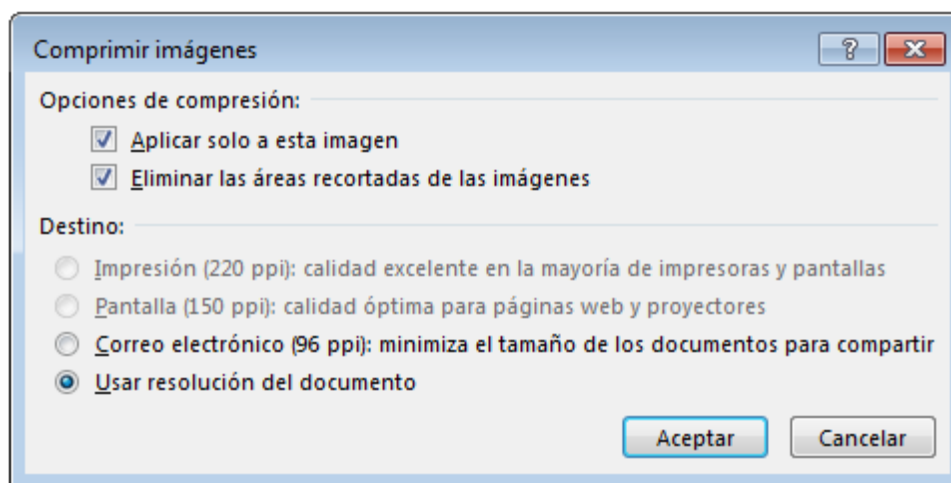 Comprimir imágenes
Opciones de compresión:
Aplicar solo a esta imagen
Eliminar las áreas recortadas de las imágenes
Destino:
Impresión (220 ppi): calidad excelente en la mayoría de impresoras y pantallas
Pantalla (150 ppi): calidad óptima para páginas web y proyectores
Correo electrónico (96 ppi): minimiza el tamaño de los documentos para compartir
Usar resolución del documento
Aceptar Cancelar